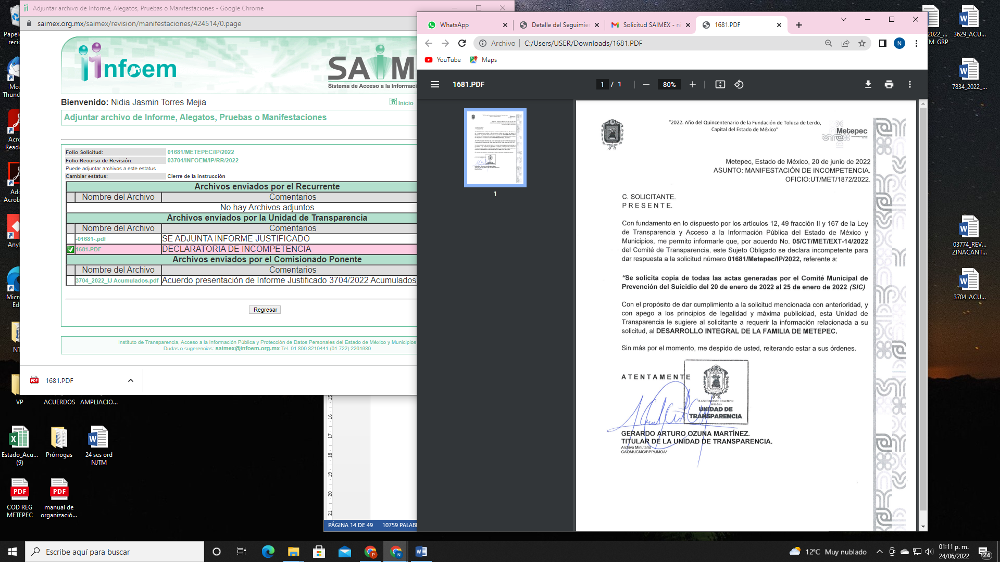 Adjuntar archivo de Informe, Alegatos, Pruebas o Manifestaciones - Google Chrome
saimex.org.mx/saimex/revision/manifestaciones/424514/0.page
infoem
SAIM
Sistema de Acceso a la Informac
Bienvenido: Nidia Jasmin Torres Mejia
Inicio
Adjuntar archivo de Informe, Alegatos, Pruebas o Manifestaciones
Folio Solicitud: 01681/METEPEC/IP/2022
Folio Recurso de Revisión: 03704/INFOEM/IP/RR/2022
Puede adjuntar archivos a este estatus
Cambiar estatus: Cierre de la instrucción
Archivos enviados por el Recurrente
Nombre del Archivo Comentarios
No hay Archivos adjuntos
Archivos enviados por la Unidad de Transparencia
Nombre del Archivo Comentarios
-01681-.pdf SE ADJUNTA INFORME JUSTIFICADO
1681.PDF DECLARATORIA DE INCOMPETENCIA
Archivos enviados por el Comisionado Ponente
Nombre del Archivo Comentarios
3704_2022_IJ Acumulados.pdf Acuerdo presentación de Informe Justificado 3704/2022 Acumulados
Regresar
Instituto de Transparencia, Acceso a la Información Pública y Protección de Datos Personales del Estado de México y Municipios
Dudas o sugerencias: saimex@infoem.org.mx Tel. 01 800 8210441 (01 722) 2261980
1681.PDF
WhatsApp
Detalle del Seguimie
Solicitud SAIMEX - n
1681.PDF
Archivo
C:/Users/USER/Downloads/1681.PDF
N
YouTube
Maps
1681.PDF
1 / 1
80%
1
"2022. Año del Quincentenario de la Fundación de Toluca de Lerdo,
Capital del Estado de México"
Metepec
Metepec, Estado de México, 20 de junio de 2022
ASUNTO: MANIFESTACIÓN DE INCOMPETENCIA.
OFICIO:UT/MET/1872/2022.
C. SOLICITANTE.
P R E S E N T E.
Con fundamento en lo dispuesto por los artículos 12, 49 fracción II y 167 de la Ley
de Transparencia y Acceso a la Información Pública del Estado de México y
Municipios, me permito informarle que, por acuerdo No. 05/CT/MET/EXT-14/2022
del Comité de Transparencia, este Sujeto Obligado se declara incompetente para
dar respuesta a la solicitud número 01681/Metepec/IP/2022, referente a:
"Se solicita copia de todas las actas generadas por el Comité Municipal de
Prevención del Suicidio del 20 de enero de 2022 al 25 de enero de 2022 (SIC)
Con el propósito de dar cumplimiento a la solicitud mencionada con anterioridad, y
con apego a los principios de legalidad y máxima publicidad, esta Unidad de
Transparencia le sugiere al solicitante a requerir la información relacionada a su
solicitud, al DESARROLLO INTEGRAL DE LA FAMILIA DE METEPEC.
Sin más por el momento, me despido de usted, reiterando estar a sus órdenes.
A T E N T A M E N T E
UNIDAD DE
TRANSPARENCIA
GERARDO ARTURO OZUNA MARTÍNEZ.
TITULAR DE LA UNIDAD DE TRANSPARENCIA.
Archivo Minutario
GAOM/JCMG/BPP/JMOA*
Papele
recic
Moz
Thund
Acro
Reade
Ado
Acrob
Any
Micr
Ed
NT
VP
ACUERDOS
AMPLIACIO...
Estado_Acu...
(9)
Prórrogas
24 ses ord
NJTM
COD REG
METEPEC
manual de
organizació...
3629_ACU...
7834_2022_...
03774_REV...
ZINACANT...
3704_ACU...
PÁGINA 14 DE 49
10759 PALAB
Escribe aquí para buscar
12°C Muy nublado
01:11 p. m.
24/06/2022
24